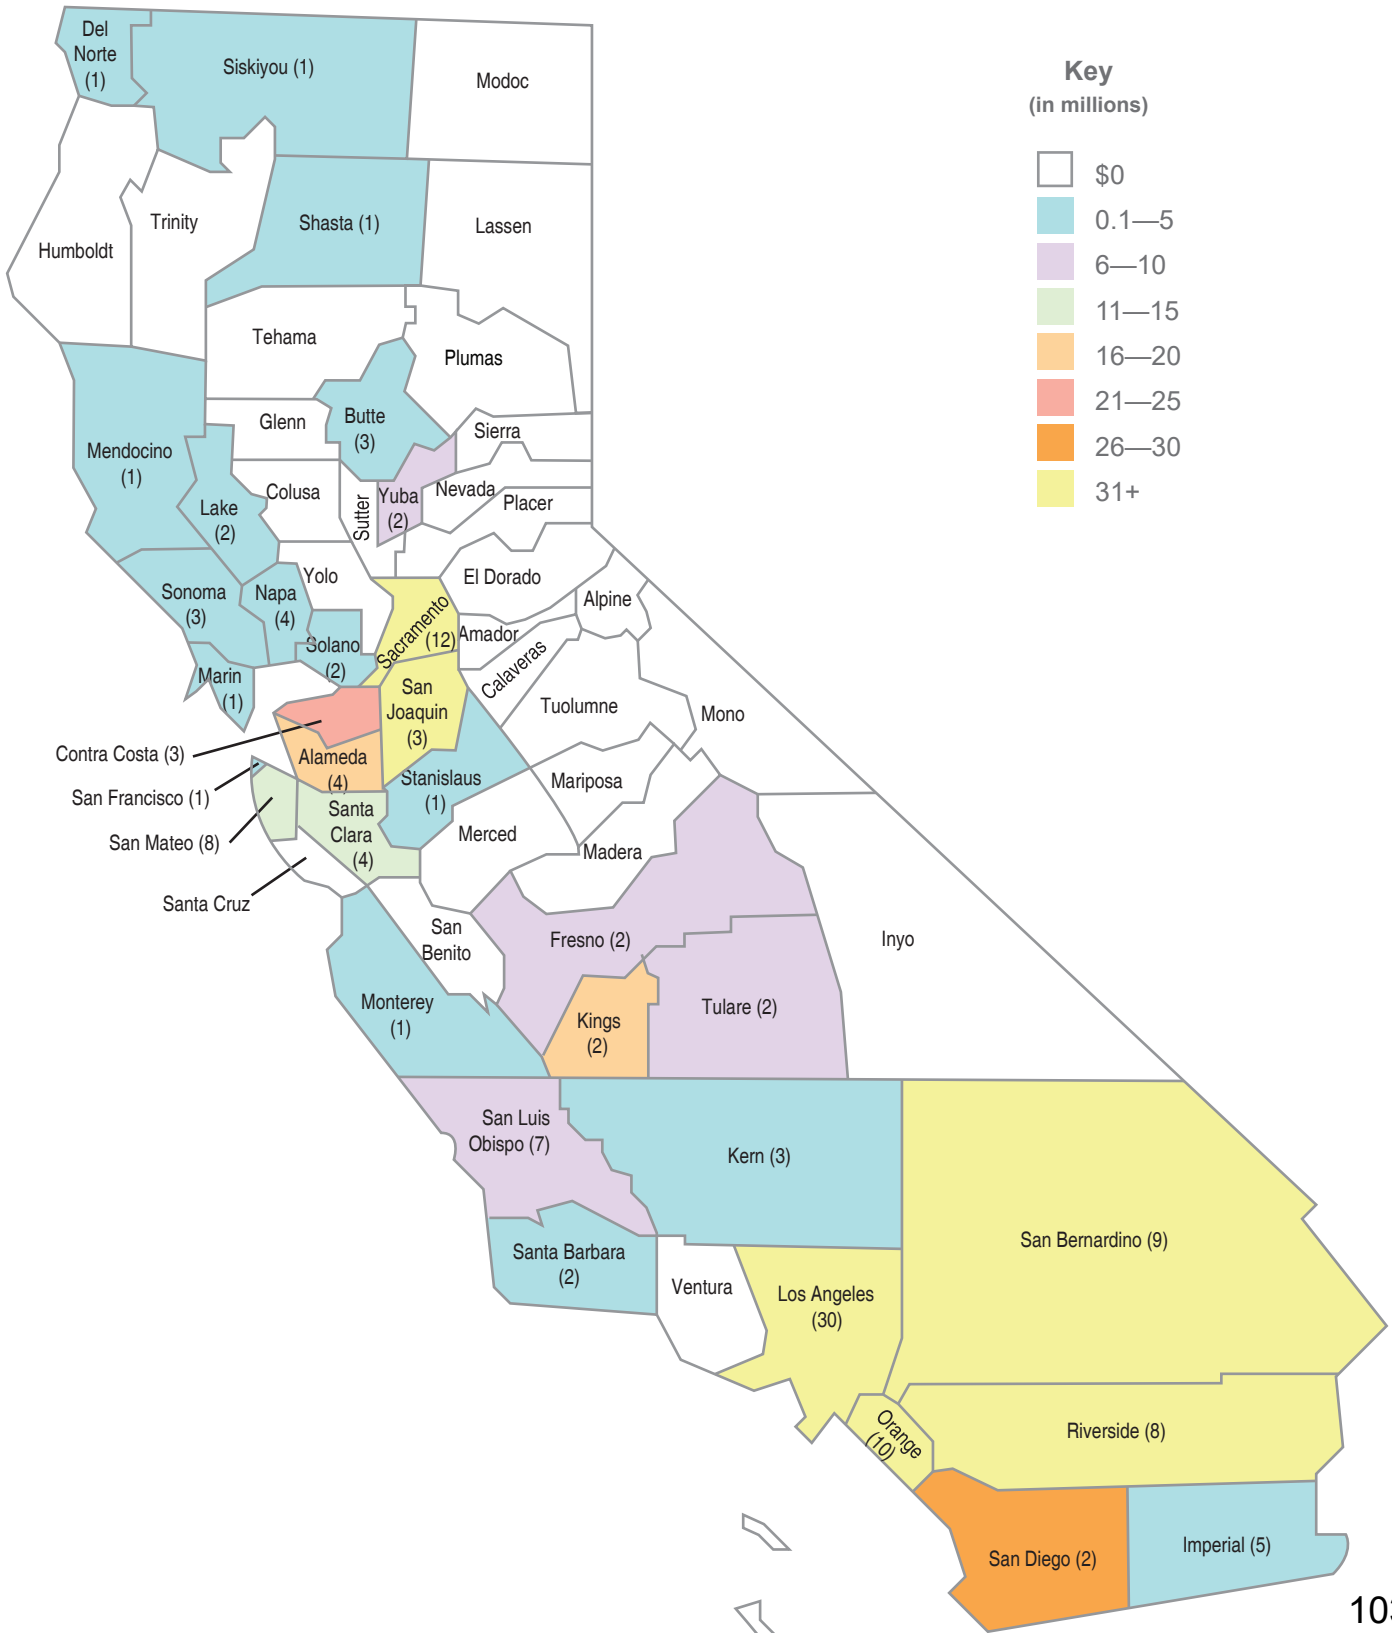 Del
Norte
(1)
Siskiyou (1)
Modoc
Key
(in millions)
$0
0.1—5
6—10
11—15
16—20
21—25
26—30
31+
Humboldt
Trinity
Shasta (1)
Lassen
Tehama
Plumas
Glenn
Butte
(3)
Sierra
Mendocino
(1)
Lake
(2)
Colusa
Sutter
Yuba
(2)
Nevada
Placer
Sonoma
(3)
Napa
(4)
Yolo
El Dorado
Alpine
Solano
(2)
Sacramento
(12)
Amador
Calaveras
Marin
(1)
San
Joaquin
(3)
Tuolumne
Mono
Contra Costa (3)
Alameda
(4)
Stanislaus
(1)
Mariposa
San Francisco (1)
San Mateo (8)
Santa
Clara
(4)
Merced
Madera
Santa Cruz
San
Benito
Fresno (2)
Inyo
Monterey
(1)
Kings
(2)
Tulare (2)
San Luis
Obispo (7)
Kern (3)
Santa Barbara
(2)
Ventura
Los Angeles
(30)
San Bernardino (9)
Orange
(10)
Riverside (8)
San Diego (2)
Imperial (5)